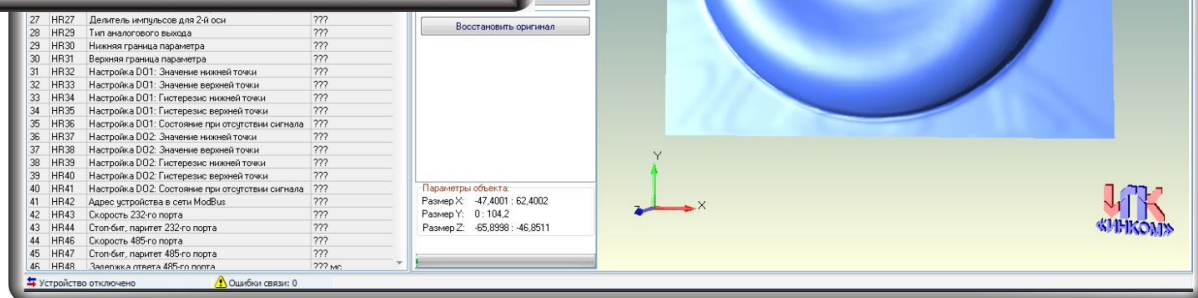 27 HR27 Делитель импульсов для 2-й оси ???
28 HR29 Тип аналогового выхода ???
29 HR30 Нижняя граница параметра ???
30 HR31 Верхняя граница параметра ???
31 HR32 Настройка DO1: Значение нижней точки ???
32 HR33 Настройка DO1: Значение верхней точки ???
33 HR34 Настройка DO1: Гистерезис нижней точки ???
34 HR35 Настройка DO1: Гистерезис верхней точки ???
35 HR36 Настройка DO1: Состояние при отсутствии сигнала ???
36 HR37 Настройка DO2: Значение нижней точки ???
37 HR38 Настройка DO2: Значение верхней точки ???
38 HR39 Настройка DO2: Гистерезис нижней точки ???
39 HR40 Настройка DO2: Гистерезис верхней точки ???
40 HR41 Настройка DO2: Состояние при отсутствии сигнала ???
41 HR42 Адрес устройства в сети ModBus ???
42 HR43 Скорость 232-го порта ???
43 HR44 Стоп-бит, паритет 232-го порта ???
44 HR46 Скорость 485-го порта ???
45 HR47 Стоп-бит, паритет 485-го порта ???
46 HR48 Задержка ответа 485-го порта ??? мс
Устройство отключено Ошибки связи: 0
Восстановить оригинал
Параметры объекта:
Размер X: -47,4001 : 62,4002
Размер Y: 0 : 104,2
Размер Z: -65,8998 : -46,8511
Y
X
ИПК
«ИНКОМ»